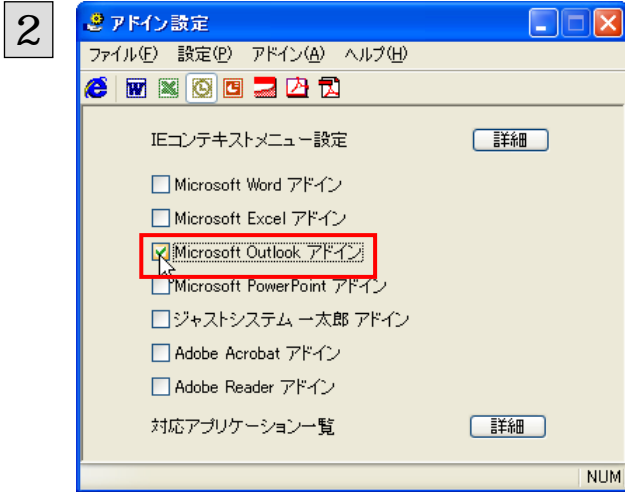 2
アドイン設定
ファイル(F) 設定(P) アドイン(A) ヘルプ(H)
IEコンテキストメニュー設定 詳細
Microsoft Word アドイン
Microsoft Excel アドイン
Microsoft Outlook アドイン
Microsoft PowerPoint アドイン
ジャストシステム 一太郎 アドイン
Adobe Acrobat アドイン
Adobe Reader アドイン
対応アプリケーション一覧 詳細
NUM